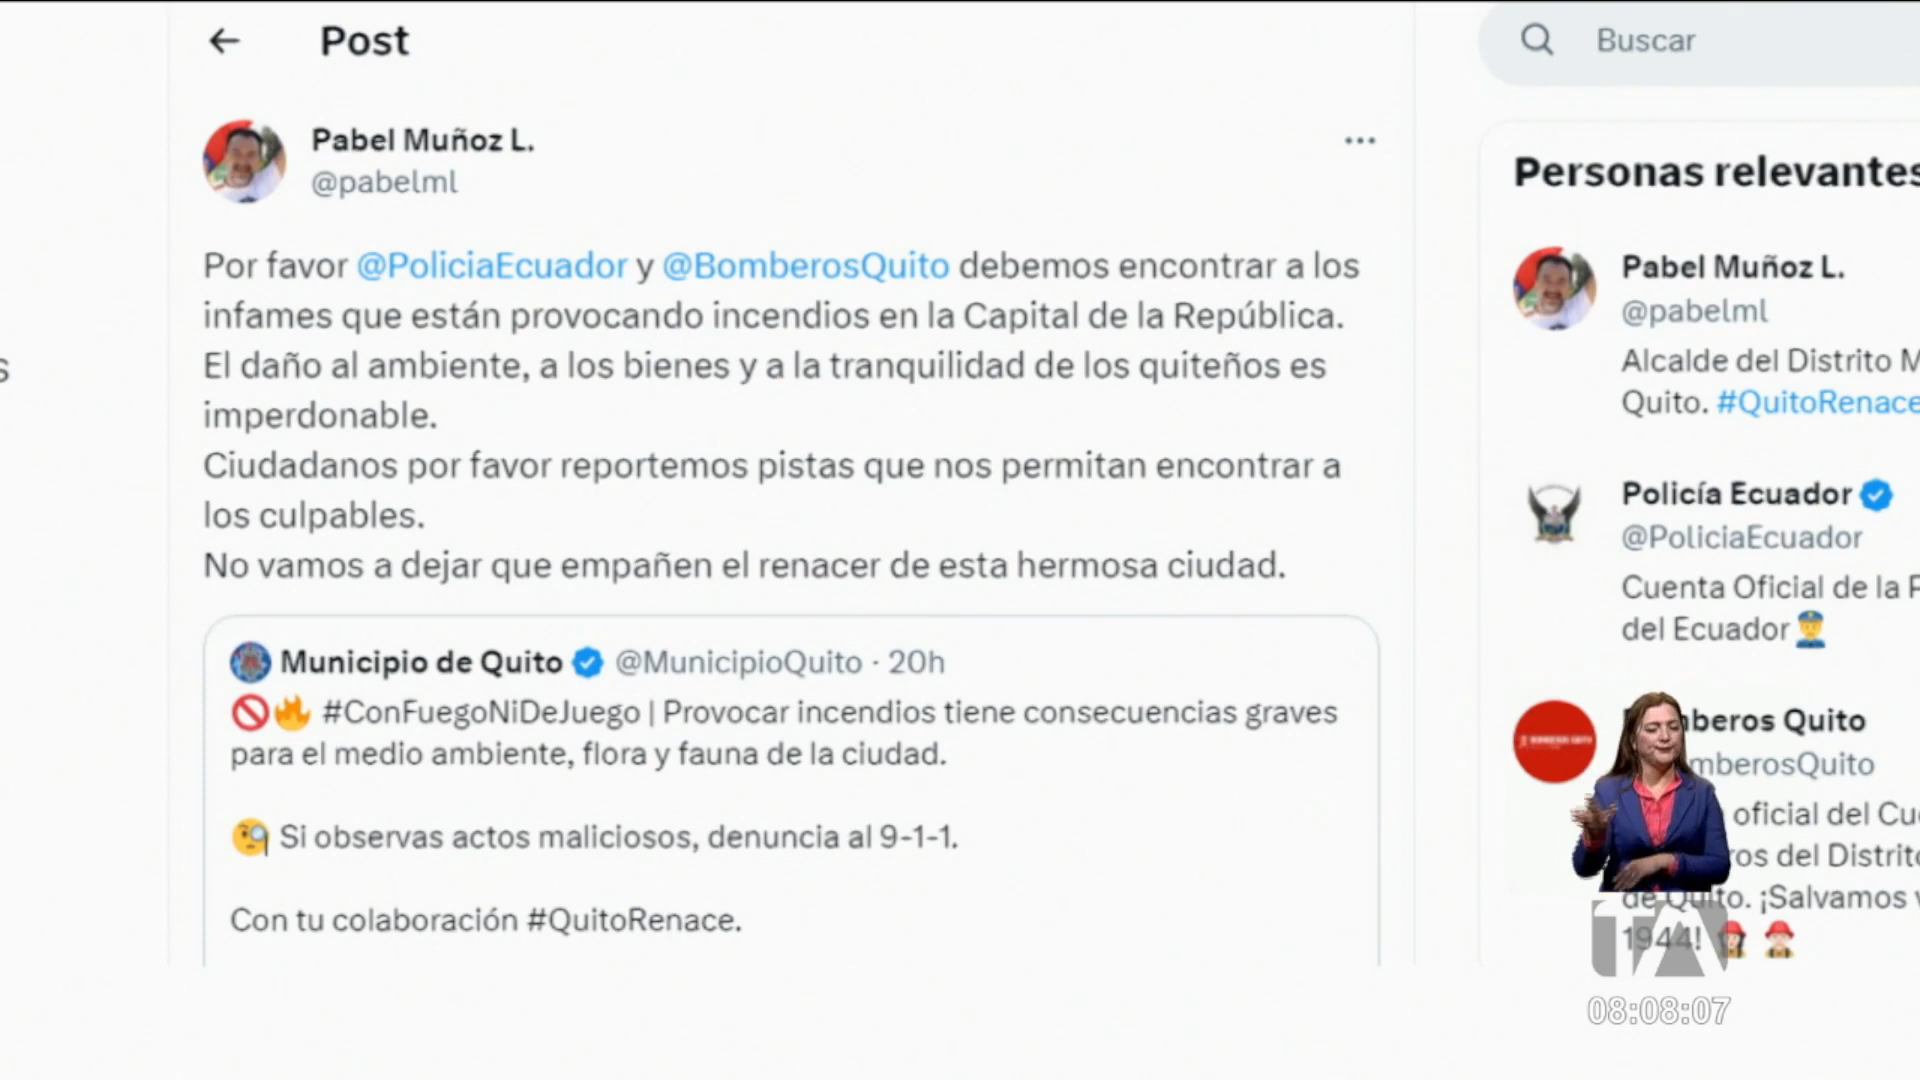 Post
Buscar
Pabel Muñoz L.
@pabelml
Por favor @PoliciaEcuador y @BomberosQuito debemos encontrar a los
infames que están provocando incendios en la Capital de la República.
El daño al ambiente, a los bienes y a la tranquilidad de los quiteños es
imperdonable.
Ciudadanos por favor reportemos pistas que nos permitan encontrar a
los culpables.
No vamos a dejar que empañen el renacer de esta hermosa ciudad.
Municipio de Quito @MunicipioQuito · 20h
#ConFuegoNiDeJuego | Provocar incendios tiene consecuencias graves
para el medio ambiente, flora y fauna de la ciudad.
Si observas actos maliciosos, denuncia al 9-1-1.
Con tu colaboración #QuitoRenace.
Personas relevantes
Pabel Muñoz L.
@pabelml
Alcalde del Distrito M
Quito. #QuitoRenace
Policía Ecuador
@PoliciaEcuador
Cuenta Oficial de la P
del Ecuador
mberos Quito
mberosQuito
oficial del Cu
ros del Distrito
de Quito. ¡Salvamos v
1944!
TA
08:08:07